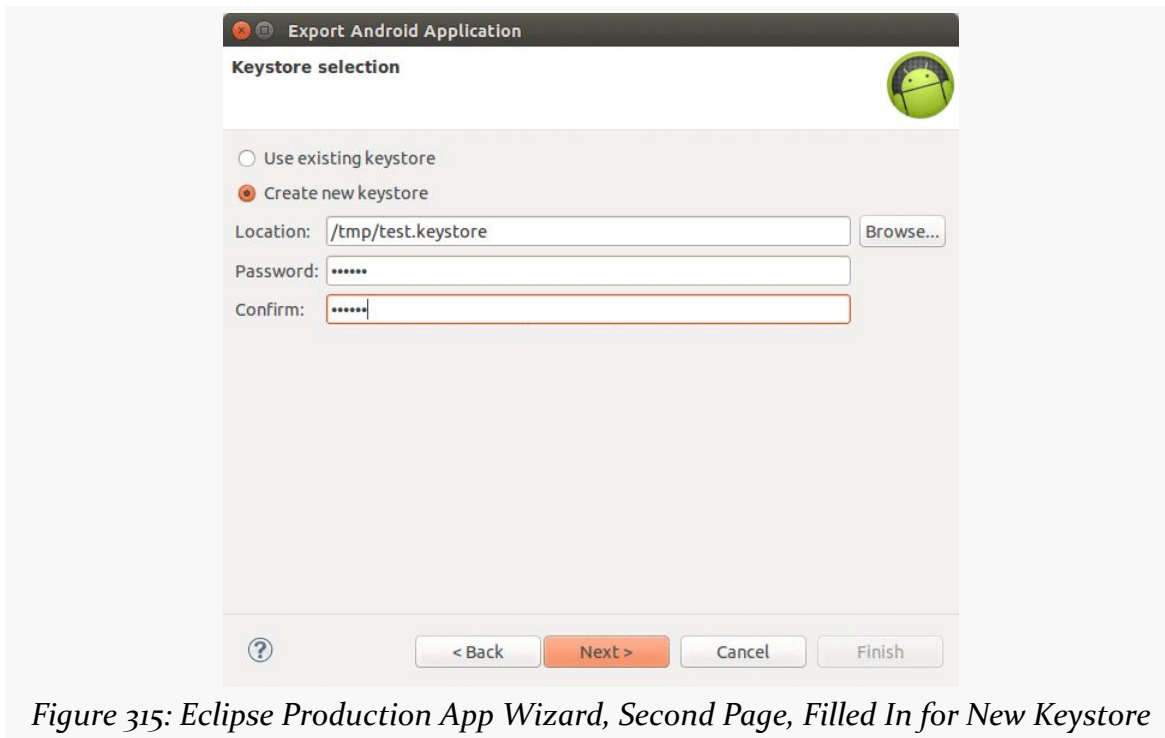 Export Android Application
Keystore selection
Use existing keystore
Create new keystore
Location: /tmp/test.keystore Browse...
Password: ••••••
Confirm: ••••••
? < Back Next > Cancel Finish
Figure 315: Eclipse Production App Wizard, Second Page, Filled In for New Keystore